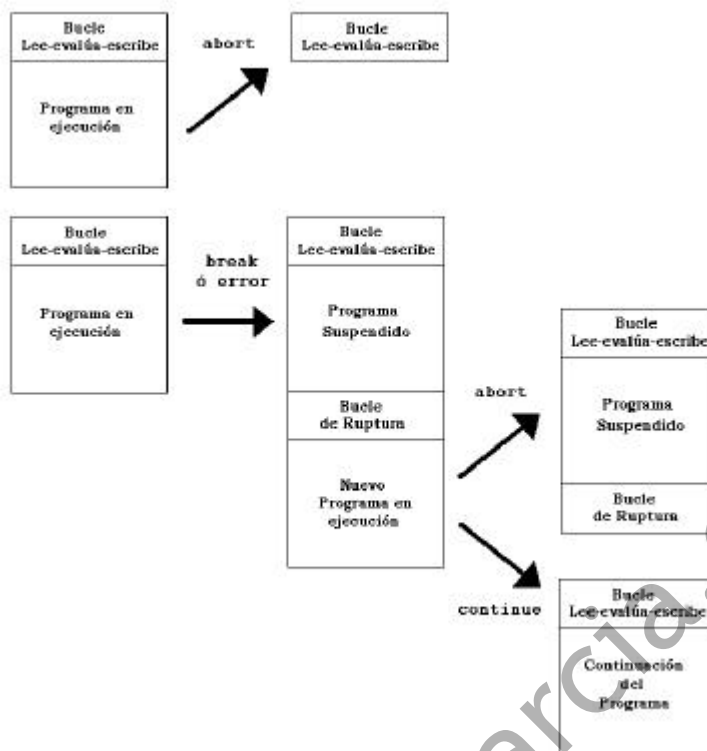 Bucle
Lee-evalúa-escribe
Programa en
ejecución
abort
Bucle
Lee-evalúa-escribe
Bucle
Lee-evalúa-escribe
Programa en
ejecución
break
ó error
Bucle
Lee-evalúa-escribe
Programa
Suspendido
Bucle
de Ruptura
Nuevo
Programa en
ejecución
abort
Bucle
Lee-evalúa-escribe
Programa
Suspendido
Bucle
de Ruptura
continue
Bucle
Lee-evalúa-escribe
Continuación
del
Programa